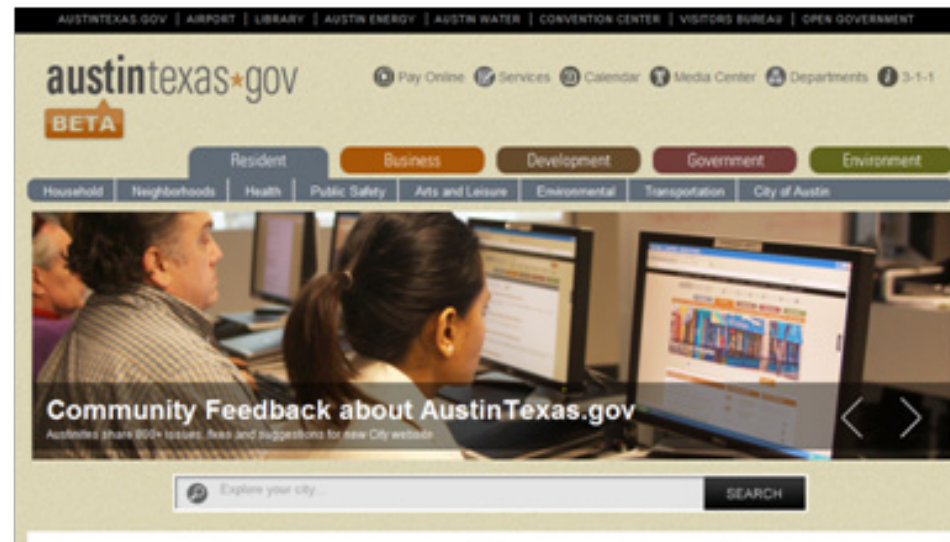 AUSTINTEXAS.GOV | AIRPORT | LIBRARY | AUSTIN ENERGY | AUSTIN WATER | CONVENTION CENTER | VISITORS BUREAU | OPEN GOVERNMENT
austintexas★gov
Pay Online Services Calendar Media Center Departments 3-1-1
BETA
Resident Business Development Government Environment
Household Neighborhoods Health Public Safety Arts and Leisure Environmental Transportation City of Austin
Community Feedback about AustinTexas.gov
Austinites share 800+ issues, fixes and suggestions for new City website
Explore your city... SEARCH